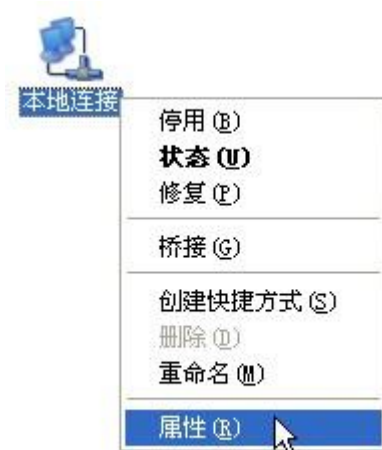 本地连接
停用(B)
状态(U)
修复(P)
桥接(G)
创建快捷方式(S)
删除(D)
重命名(M)
属性(R)